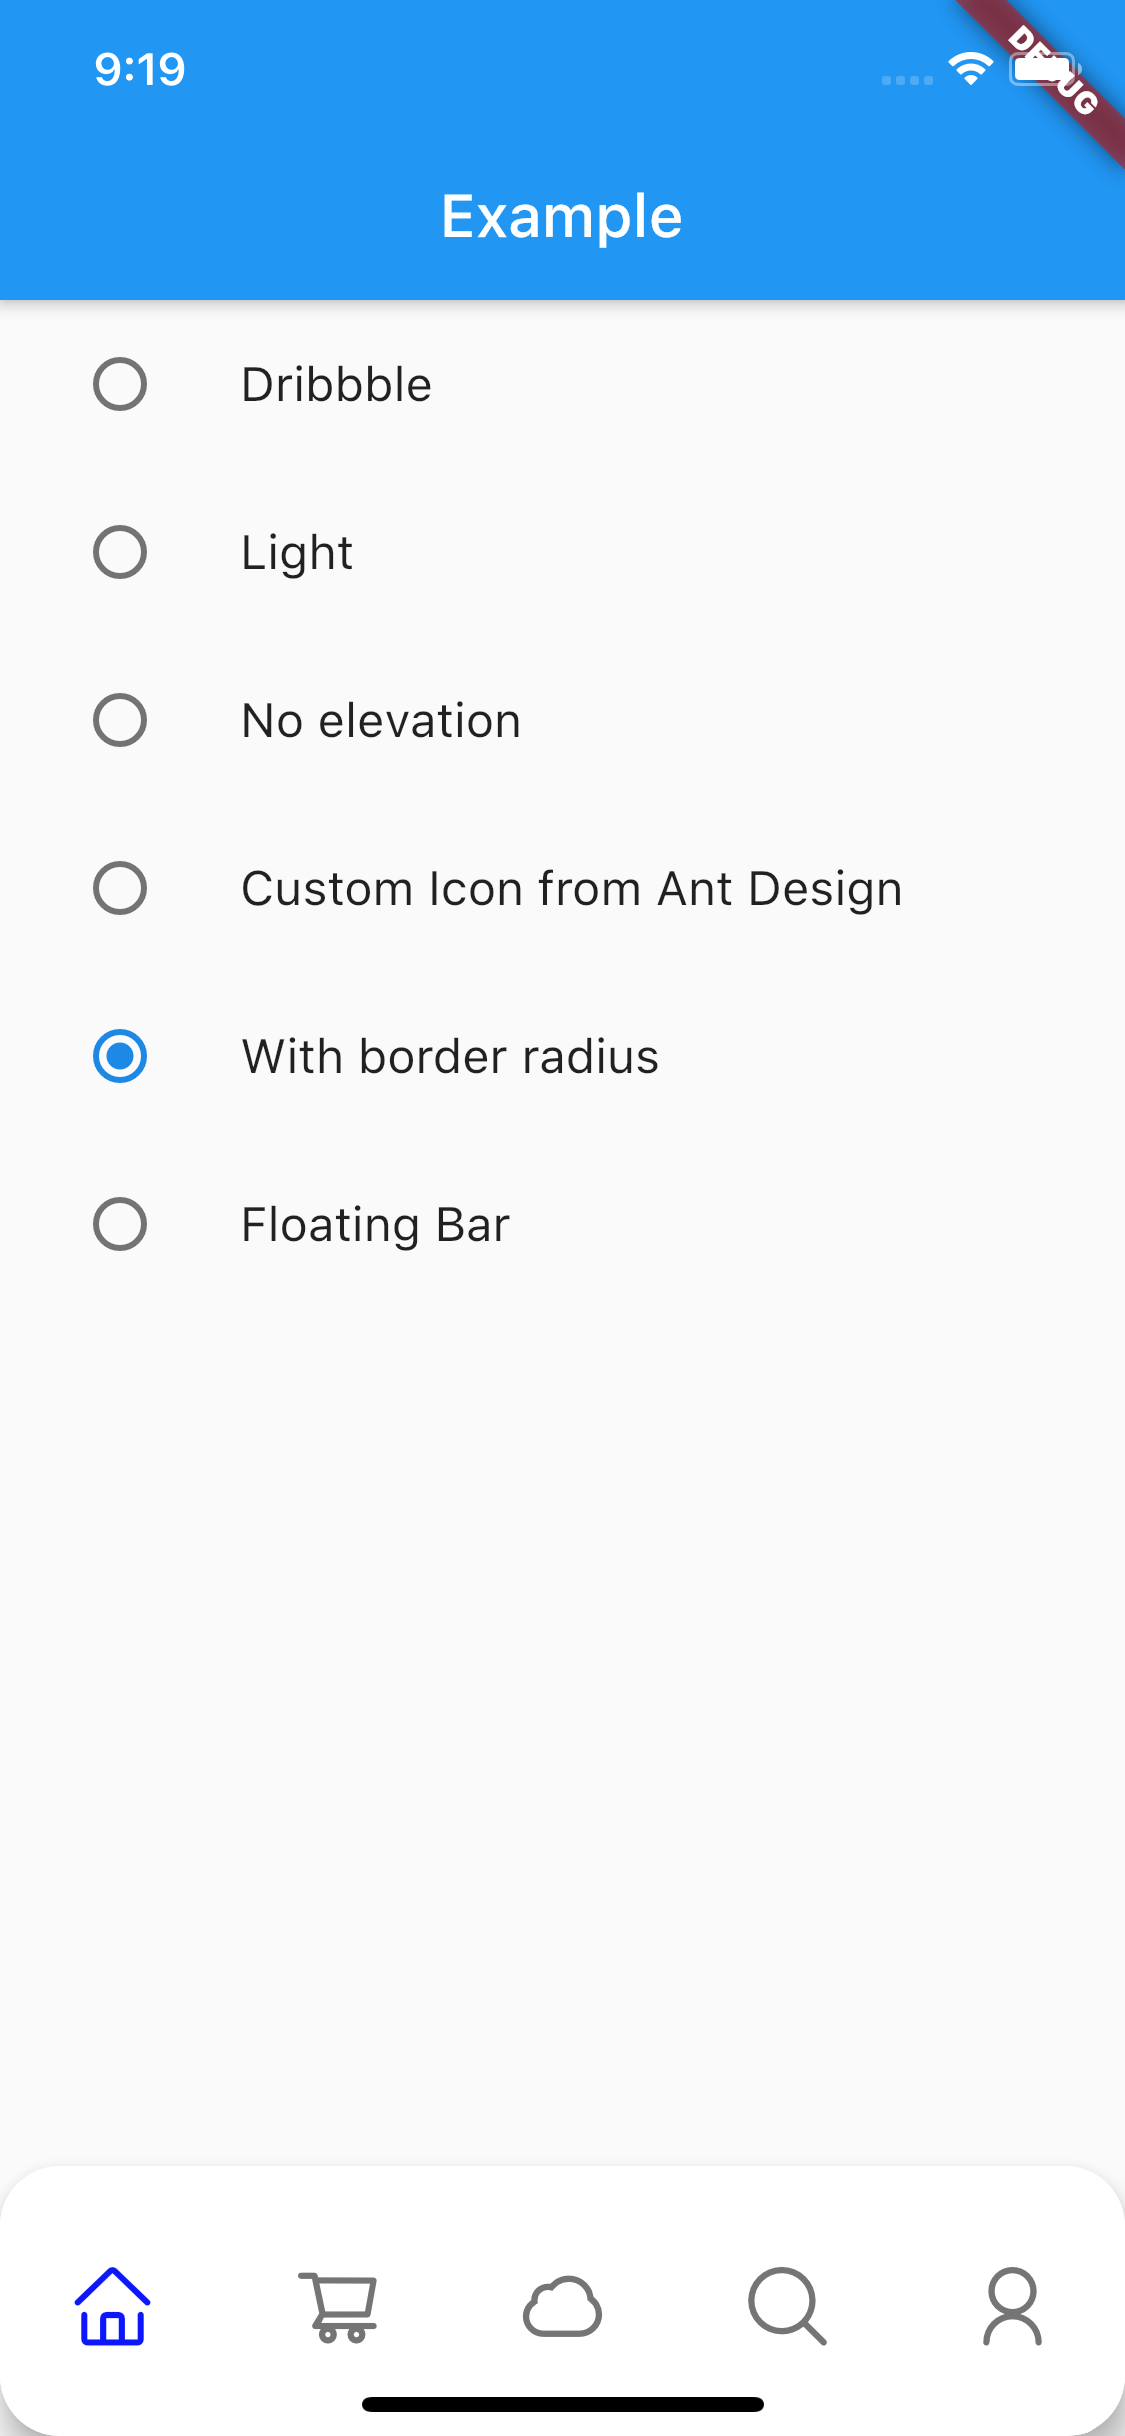 9:19
DEBUG
Example
Dribbble
Light
No elevation
Custom Icon from Ant Design
With border radius
Floating Bar